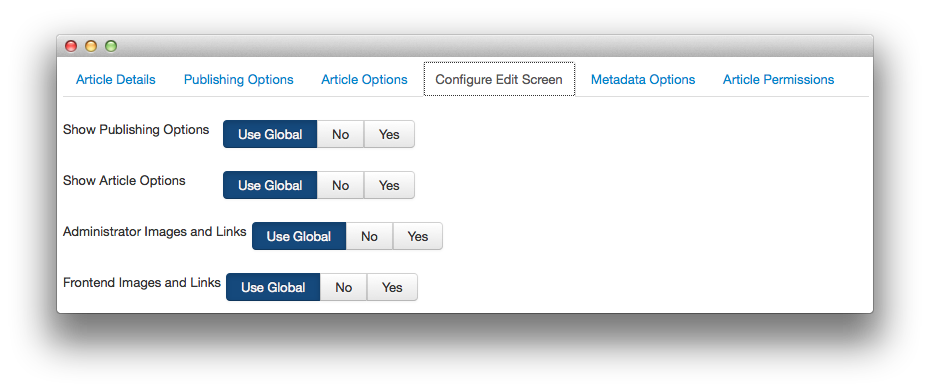 Article Details Publishing Options Article Options Configure Edit Screen Metadata Options Article Permissions
Show Publishing Options Use Global No Yes
Show Article Options Use Global No Yes
Administrator Images and Links Use Global No Yes
Frontend Images and Links Use Global No Yes